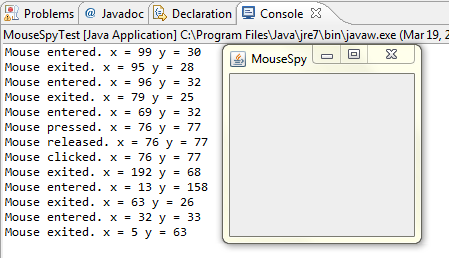 Problems @ Javadoc Declaration Console
MouseSpyTest [Java Application] C:\Program Files\Java\jre7\bin\javaw.exe (Mar 19, 2
Mouse entered. x = 99 y = 30
Mouse exited. x = 95 y = 28
Mouse entered. x = 96 y = 32
Mouse exited. x = 79 y = 25
Mouse entered. x = 69 y = 32
Mouse pressed. x = 76 y = 77
Mouse released. x = 76 y = 77
Mouse clicked. x = 76 y = 77
Mouse exited. x = 192 y = 68
Mouse entered. x = 13 y = 158
Mouse exited. x = 63 y = 26
Mouse entered. x = 32 y = 33
Mouse exited. x = 5 y = 63
MouseSpy